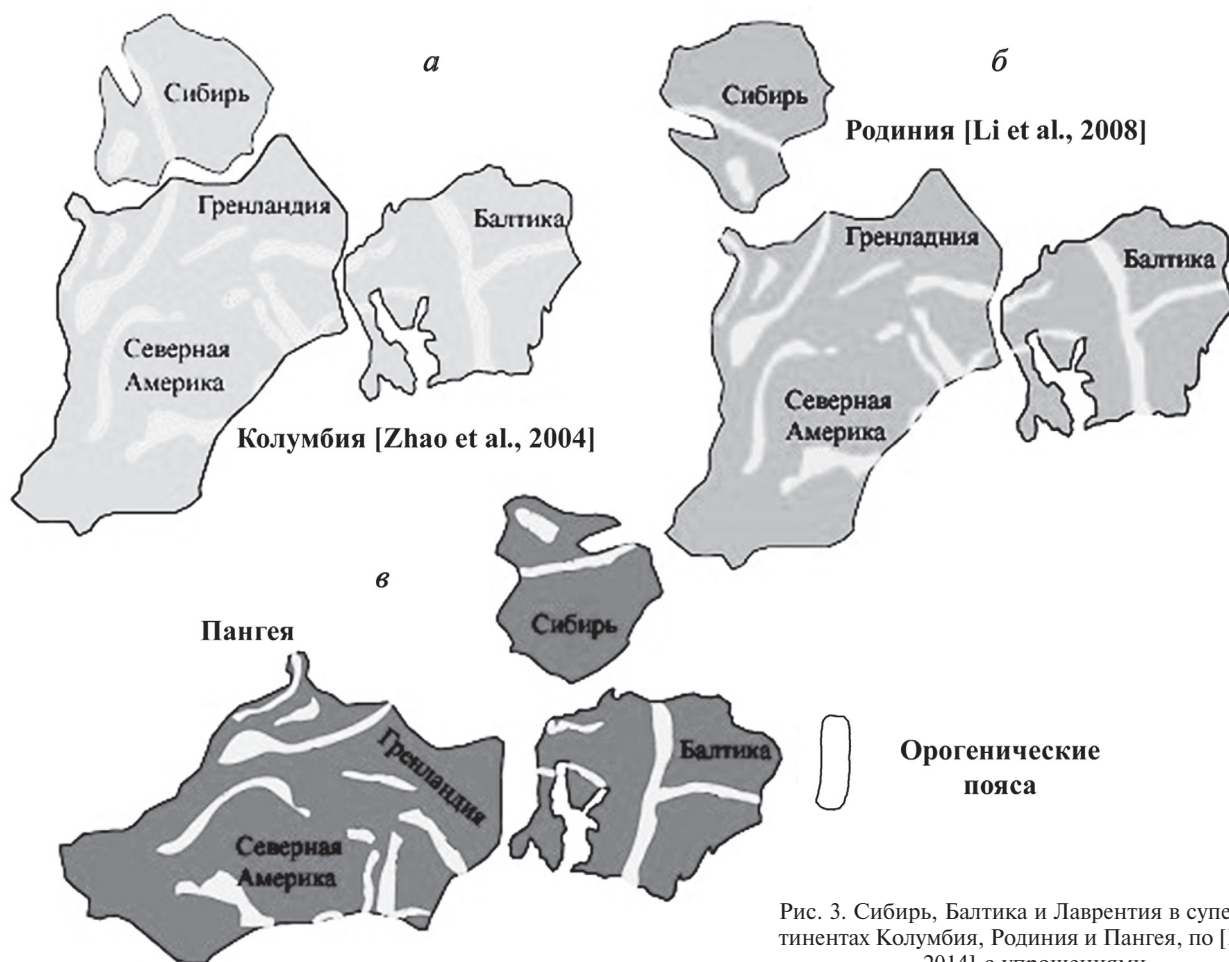 а
Сибирь
Гренландия
Балтика
Северная
Америка
Колумбия [Zhao et al., 2004]
б
Сибирь
Родиния [Li et al., 2008]
Гренладния
Балтика
Северная
Америка
в
Пангея
Сибирь
Гренландия
Балтика
Северная
Америка
Орогенические
пояса
Рис. 3. Сибирь, Балтика и Лаврентия в супе
тинентах Колумбия, Родиния и Пангея, по [
2014] с упрощениями